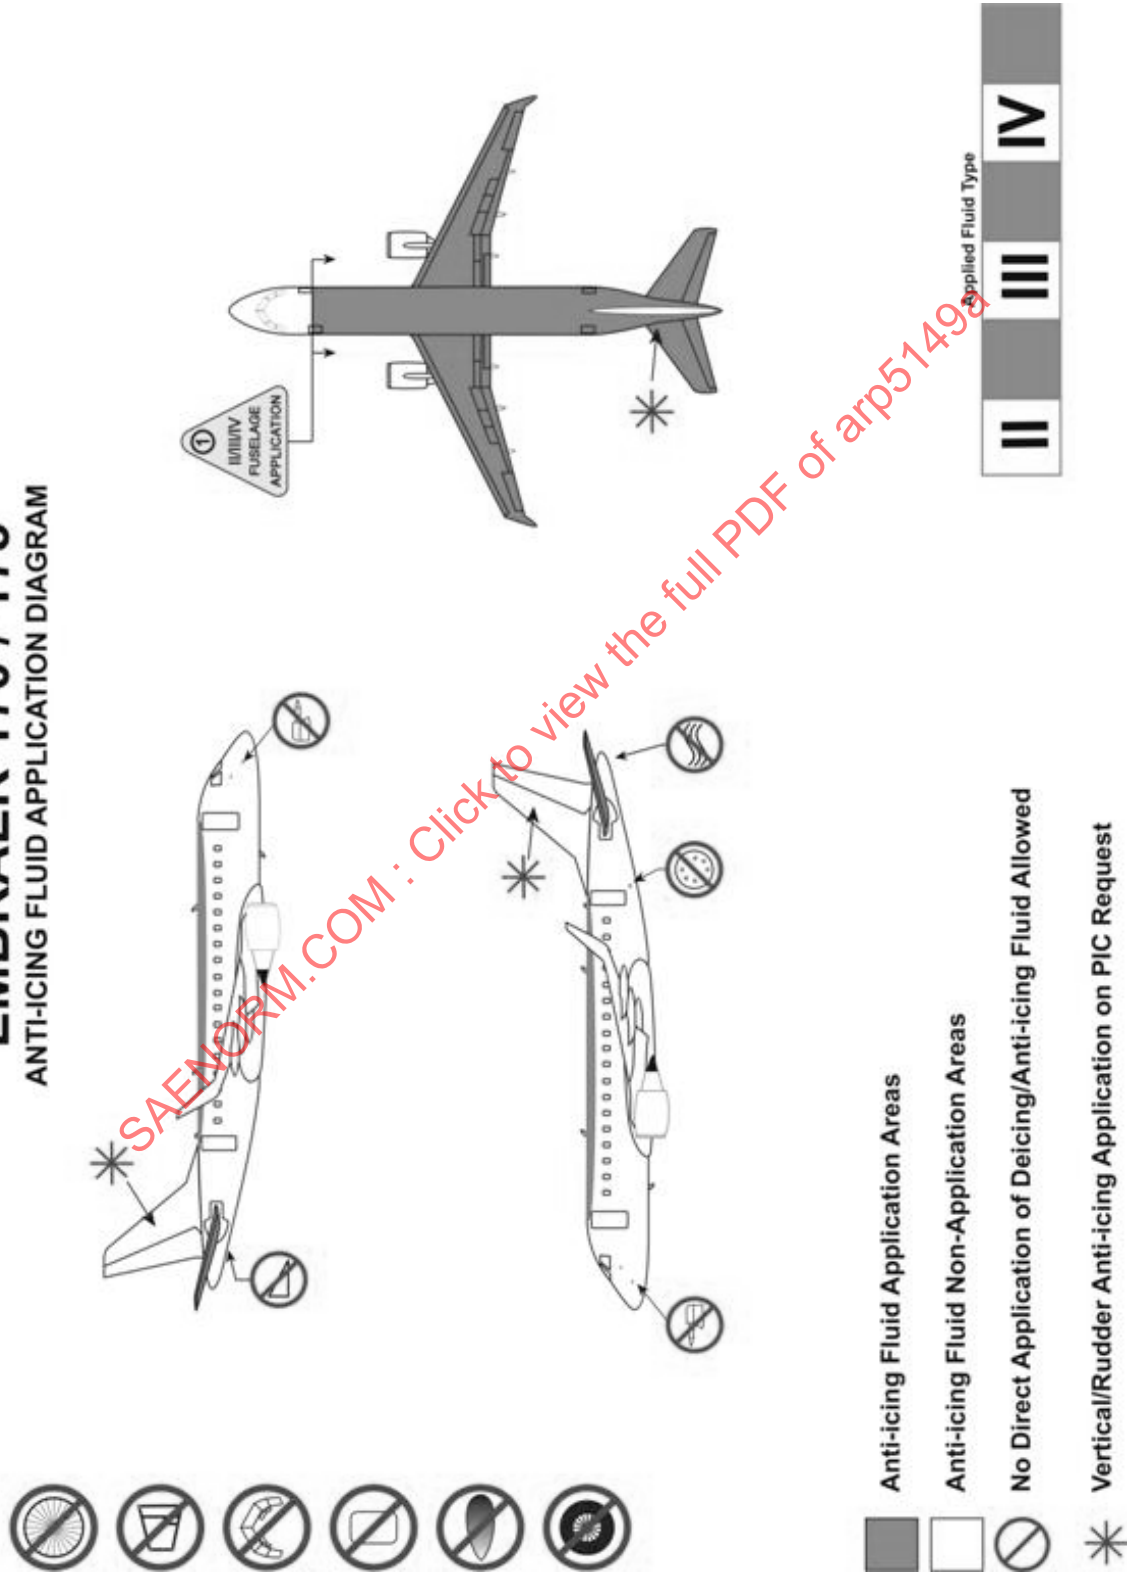 ANTI-ICING FLUID APPLICATION DIAGRAM
1
II/III/IV
FUSELAGE
APPLICATION
Applied Fluid Type
II
III
IV
Anti-icing Fluid Application Areas
Anti-icing Fluid Non-Application Areas
No Direct Application of Deicing/Anti-icing Fluid Allowed
Vertical/Rudder Anti-icing Application on PIC Request
SAENORM.COM : Click to view the full PDF of arp5149a